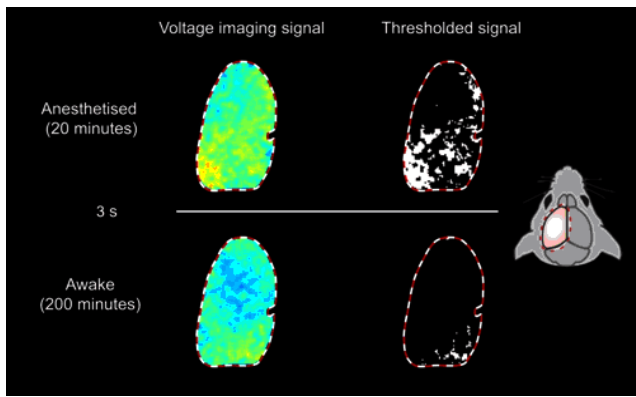 Voltage imaging signal
Thresholded signal
Anesthetised
(20 minutes)
3 s
Awake
(200 minutes)